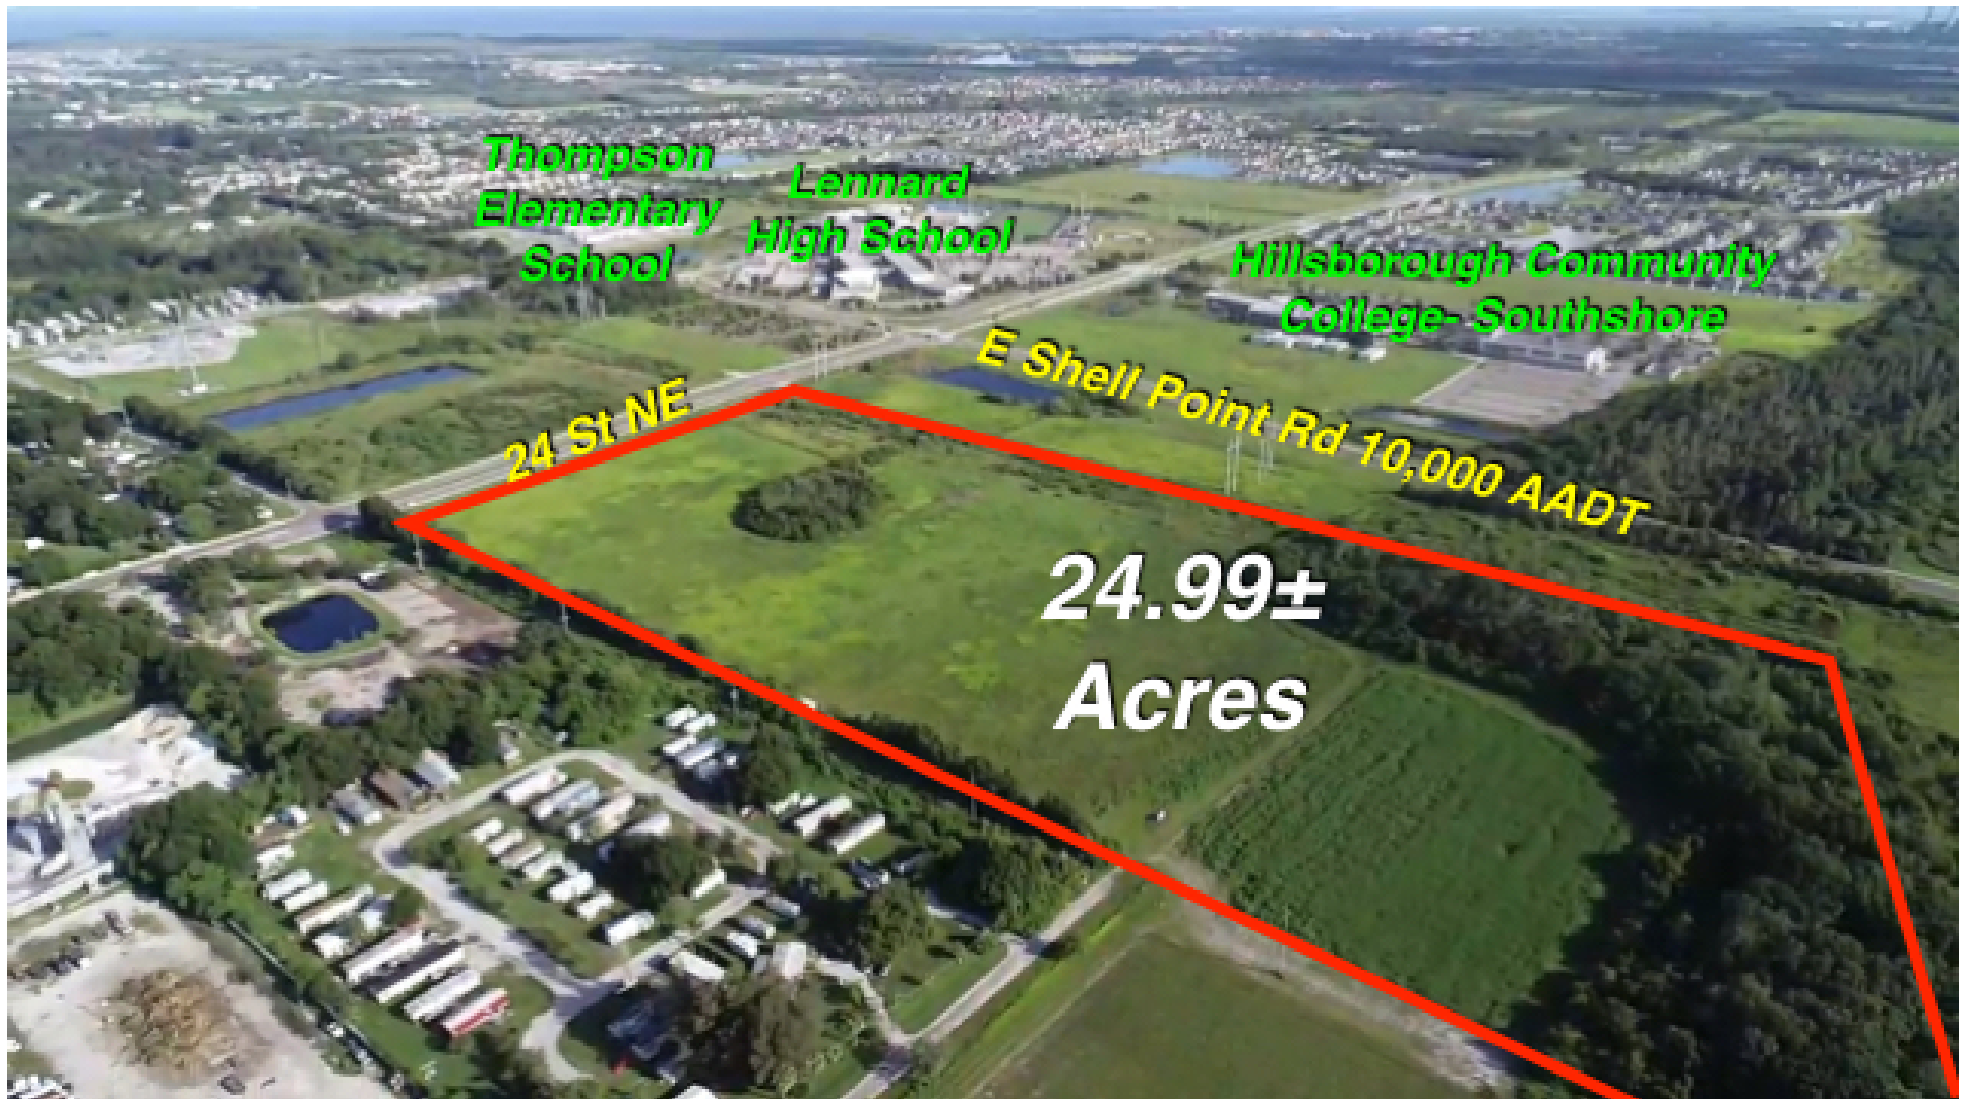 Thompson
Elementary
School
Lennard
High School
Hillsborough Community
College- Southshore
24 St NE
E Shell Point Rd 10,000 AADT
24.99±
Acres